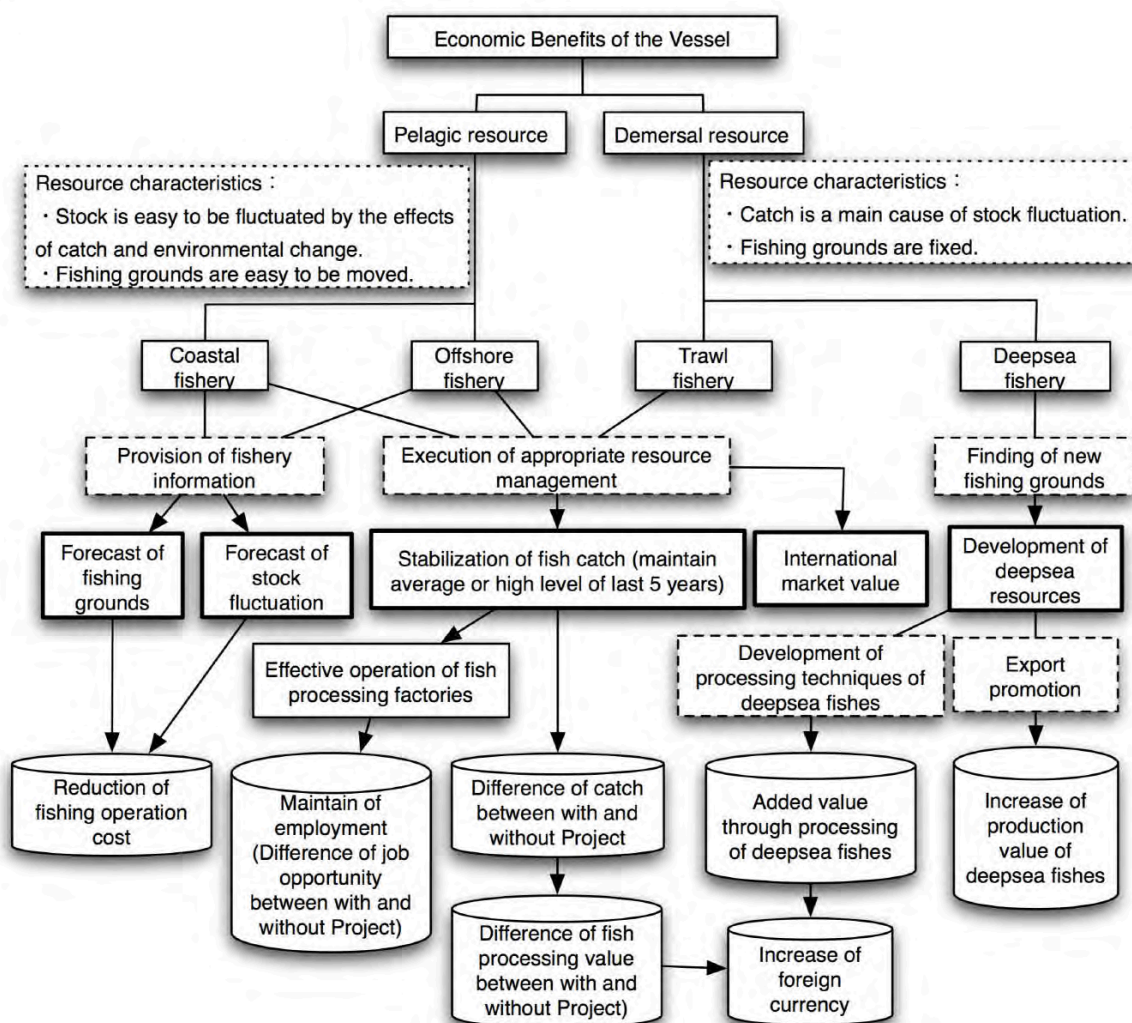 Economic Benefits of the Vessel
Pelagic resource
Demersal resource
Resource characteristics：
・Stock is easy to be fluctuated by the effects
of catch and environmental change.
・Fishing grounds are easy to be moved.
Resource characteristics：
・Catch is a main cause of stock fluctuation.
・Fishing grounds are fixed.
Coastal
fishery
Offshore
fishery
Trawl
fishery
Deepsea
fishery
Provision of fishery
information
Execution of appropriate resource
management
Finding of new
fishing grounds
Forecast of
fishing
grounds
Forecast of
stock
fluctuation
Stabilization of fish catch (maintain
average or high level of last 5 years)
International
market value
Development of
deepsea
resources
Effective operation of fish
processing factories
Development of
processing techniques of
deepsea fishes
Export
promotion
Reduction of
fishing operation
cost
Maintain of
employment
(Difference of job
opportunity
between with and
without Project)
Difference of catch
between with and
without Project
Added value
through processing
of deepsea fishes
Increase of
production
value of
deepsea fishes
Difference of fish
processing value
between with and
without Project)
Increase of
foreign
currency